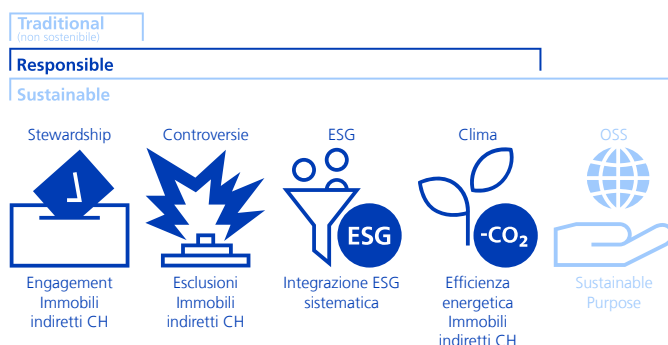 Traditional
(non sostenibile)
Responsible
Sustainable
Stewardship
Controversie
ESG
Clima
OSS
ESG
-CO₂
Engagement
Immobili
indiretti CH
Esclusioni
Immobili
indiretti CH
Integrazione ESG
sistematica
Efficienza
energetica
Immobili
indiretti CH
Sustainable
Purpose